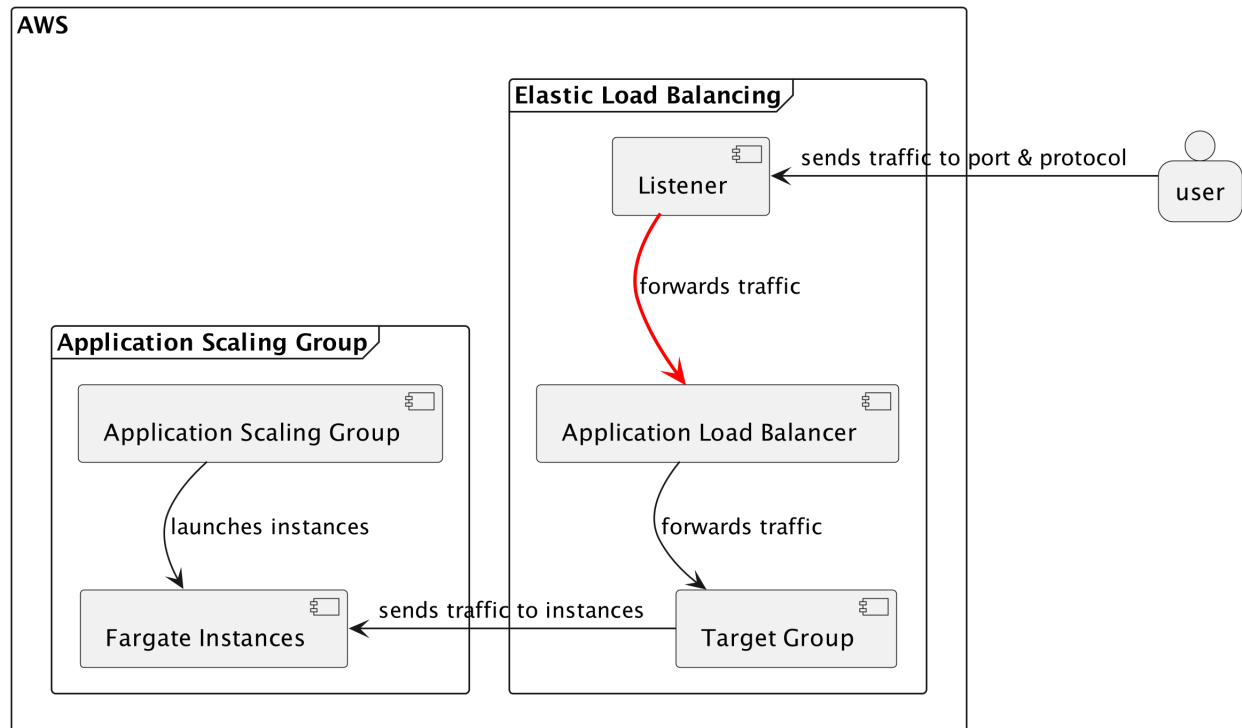 AWS
Elastic Load Balancing
Listener
sends traffic to port & protocol
user
forwards traffic
Application Scaling Group
Application Scaling Group
Application Load Balancer
launches instances
forwards traffic
Fargate Instances
sends traffic to instances
Target Group